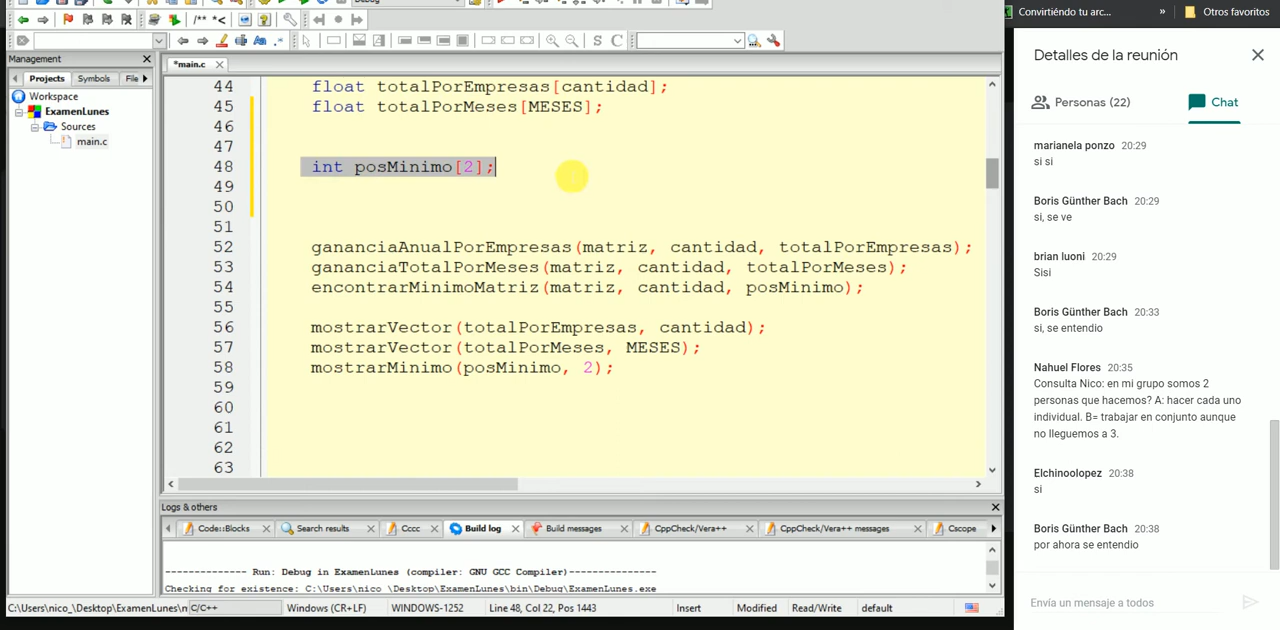 Debug
/** *<
S C
Management
Projects Symbols File
Workspace
ExamenLunes
Sources
main.c
*main.c
44 float totalPorEmpresas[cantidad];
45 float totalPorMeses[MESES];
46
47
48 int posMinimo[2];
49
50
51
52 gananciaAnualPorEmpresas(matriz, cantidad, totalPorEmpresas);
53 gananciaTotalPorMeses(matriz, cantidad, totalPorMeses);
54 encontrarMinimoMatriz(matriz, cantidad, posMinimo);
55
56 mostrarVector(totalPorEmpresas, cantidad);
57 mostrarVector(totalPorMeses, MESES);
58 mostrarMinimo(posMinimo, 2);
59
60
61
62
63
Logs & others
Code::Blocks Search results Cccc Build log Build messages CppCheck/Vera++ CppCheck/Vera++ messages Cscope
------------- Run: Debug in ExamenLunes (compiler: GNU GCC Compiler)---------------
Checking for existence: C:\Users\nico_\Desktop\ExamenLunes\bin\Debug\ExamenLunes.exe
C:\Users\nico_\Desktop\ExamenLunes\m C/C++ Windows (CR+LF) WINDOWS-1252 Line 48, Col 22, Pos 1443 Insert Modified Read/Write default
Convirtiéndo tu arc... » Otros favoritos
Detalles de la reunión
Personas (22) Chat
marianela ponzo 20:29
si si
Boris Günther Bach 20:29
si, se ve
brian luoni 20:29
Sisi
Boris Günther Bach 20:33
si, se entendio
Nahuel Flores 20:35
Consulta Nico: en mi grupo somos 2
personas que hacemos? A: hacer cada uno
individual. B= trabajar en conjunto aunque
no lleguemos a 3.
Elchinoolopez 20:38
si
Boris Günther Bach 20:38
por ahora se entendio
Envía un mensaje a todos